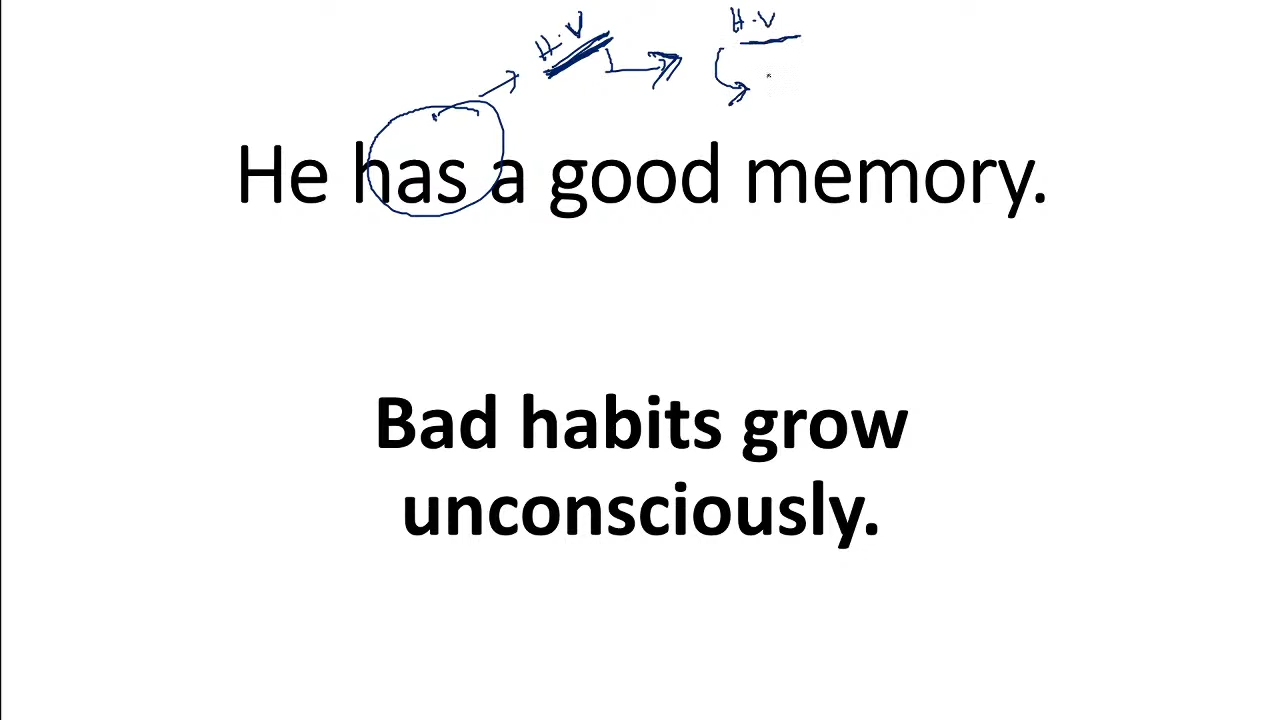 H.V H.V
He has a good memory.
Bad habits grow
unconsciously.